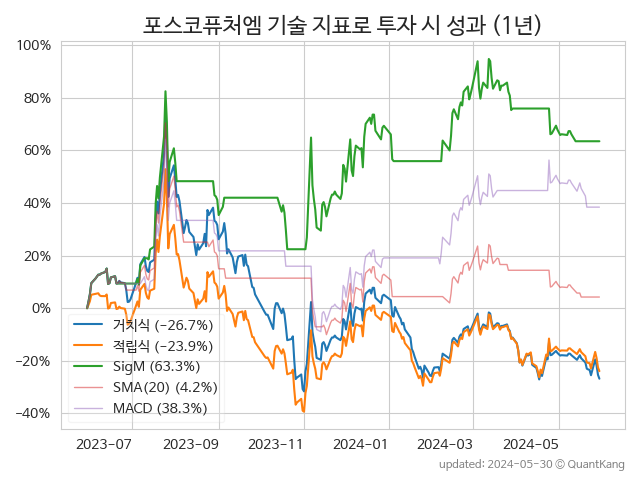 포스코퓨처엠 기술 지표로 투자 시 성과 (1년)
100%
80%
60%
40%
20%
0%
−20%
−40%
거치식 (−26.7%)
적립식 (−23.9%)
SigM (63.3%)
SMA(20) (4.2%)
MACD (38.3%)
2023-07 2023-09 2023-11 2024-01 2024-03 2024-05
updated: 2024-05-30 © QuantKang